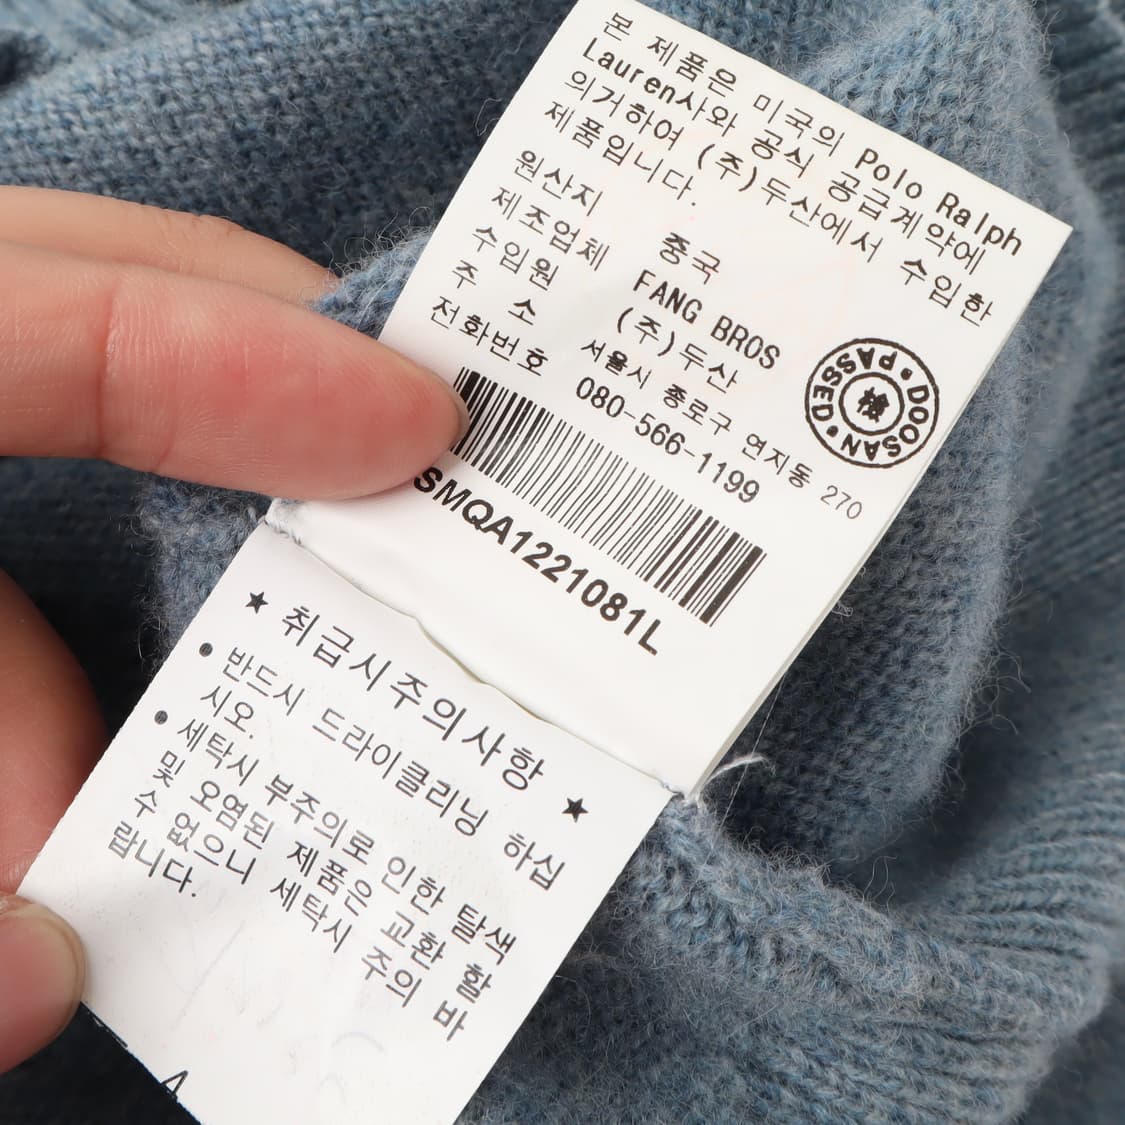 본 제품은 미국의 Polo Ralph
Lauren사와 공식 공급계약에
의거하여 (주)두산에서 수입한
제품입니다.
원산지 중국
제조업체 FANG BROS
수입원 (주)두산
주 소 서울시 종로구 연지동 270
전화번호 080-566-1199
DOOSAN • PASSED •
檢
SMQA1221081L
★ 취급시주의사항 ★
● 반드시 드라이클리닝 하십
시오.
● 세탁시 부주의로 인한 탈색
및 오염된 제품은 교환 할
수 없으니 세탁시 주의 바
랍니다.